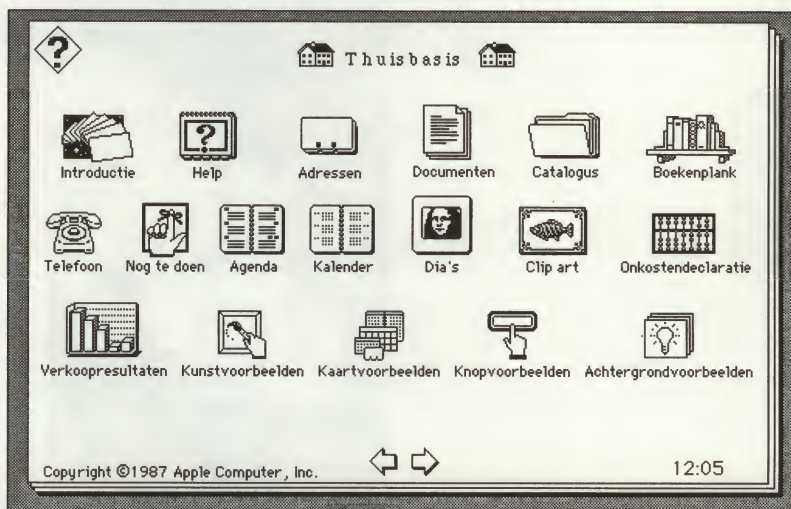 ?
Thuisbasis
?
Introductie Help Adressen Documenten Catalogus Boekenplank
Telefoon Nog te doen Agenda Kalender Dia's Clip art Onkostendeclaratie
Verkoopresultaten Kunstvoorbeelden Kaartvoorbeelden Knopvoorbeelden Achtergrondvoorbeelden
Copyright ©1987 Apple Computer, Inc. 12:05